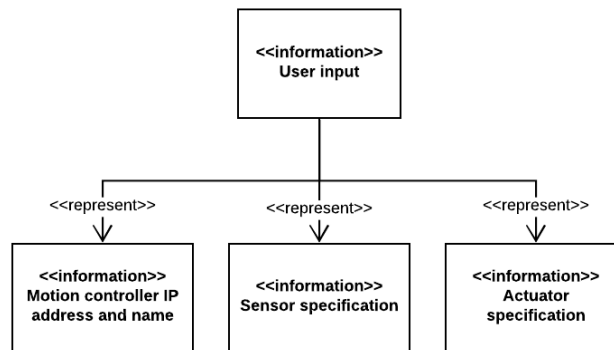 <<information>>
User input
<<represent>>
<<represent>>
<<represent>>
<<information>>
Motion controller IP
address and name
<<information>>
Sensor specification
<<information>>
Actuator
specification